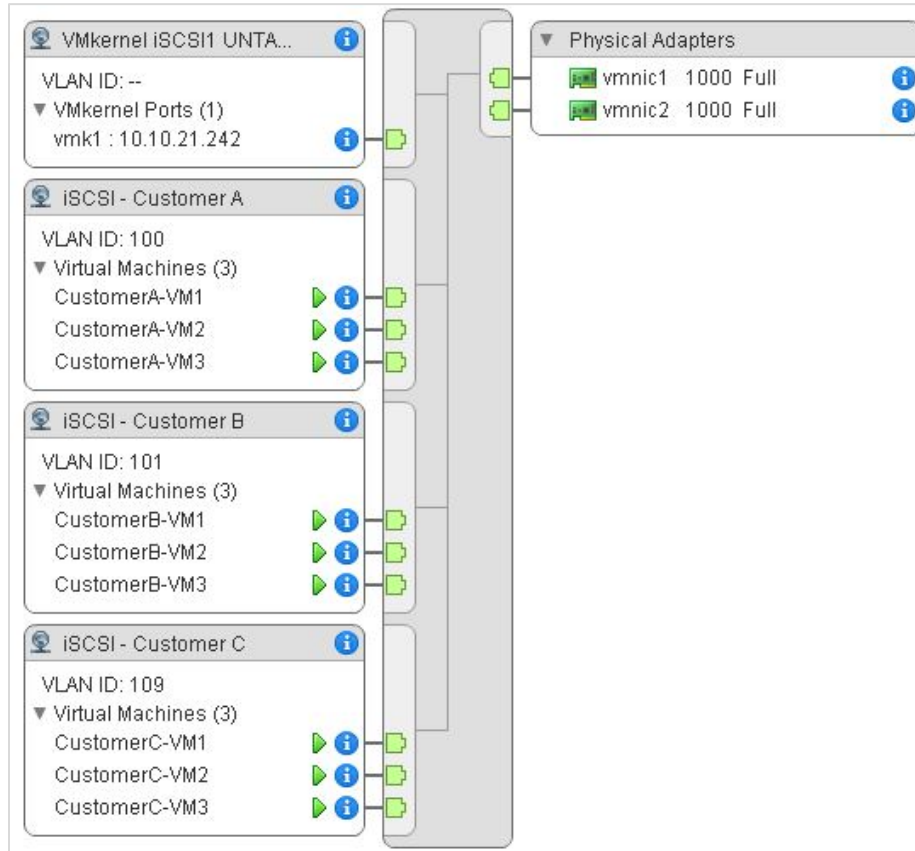 VMkernel iSCSI1 UNTA...
VLAN ID: --
VMkernel Ports (1)
vmk1 : 10.10.21.242
iSCSI - Customer A
VLAN ID: 100
Virtual Machines (3)
CustomerA-VM1
CustomerA-VM2
CustomerA-VM3
iSCSI - Customer B
VLAN ID: 101
Virtual Machines (3)
CustomerB-VM1
CustomerB-VM2
CustomerB-VM3
iSCSI - Customer C
VLAN ID: 109
Virtual Machines (3)
CustomerC-VM1
CustomerC-VM2
CustomerC-VM3
Physical Adapters
vmnic1 1000 Full
vmnic2 1000 Full